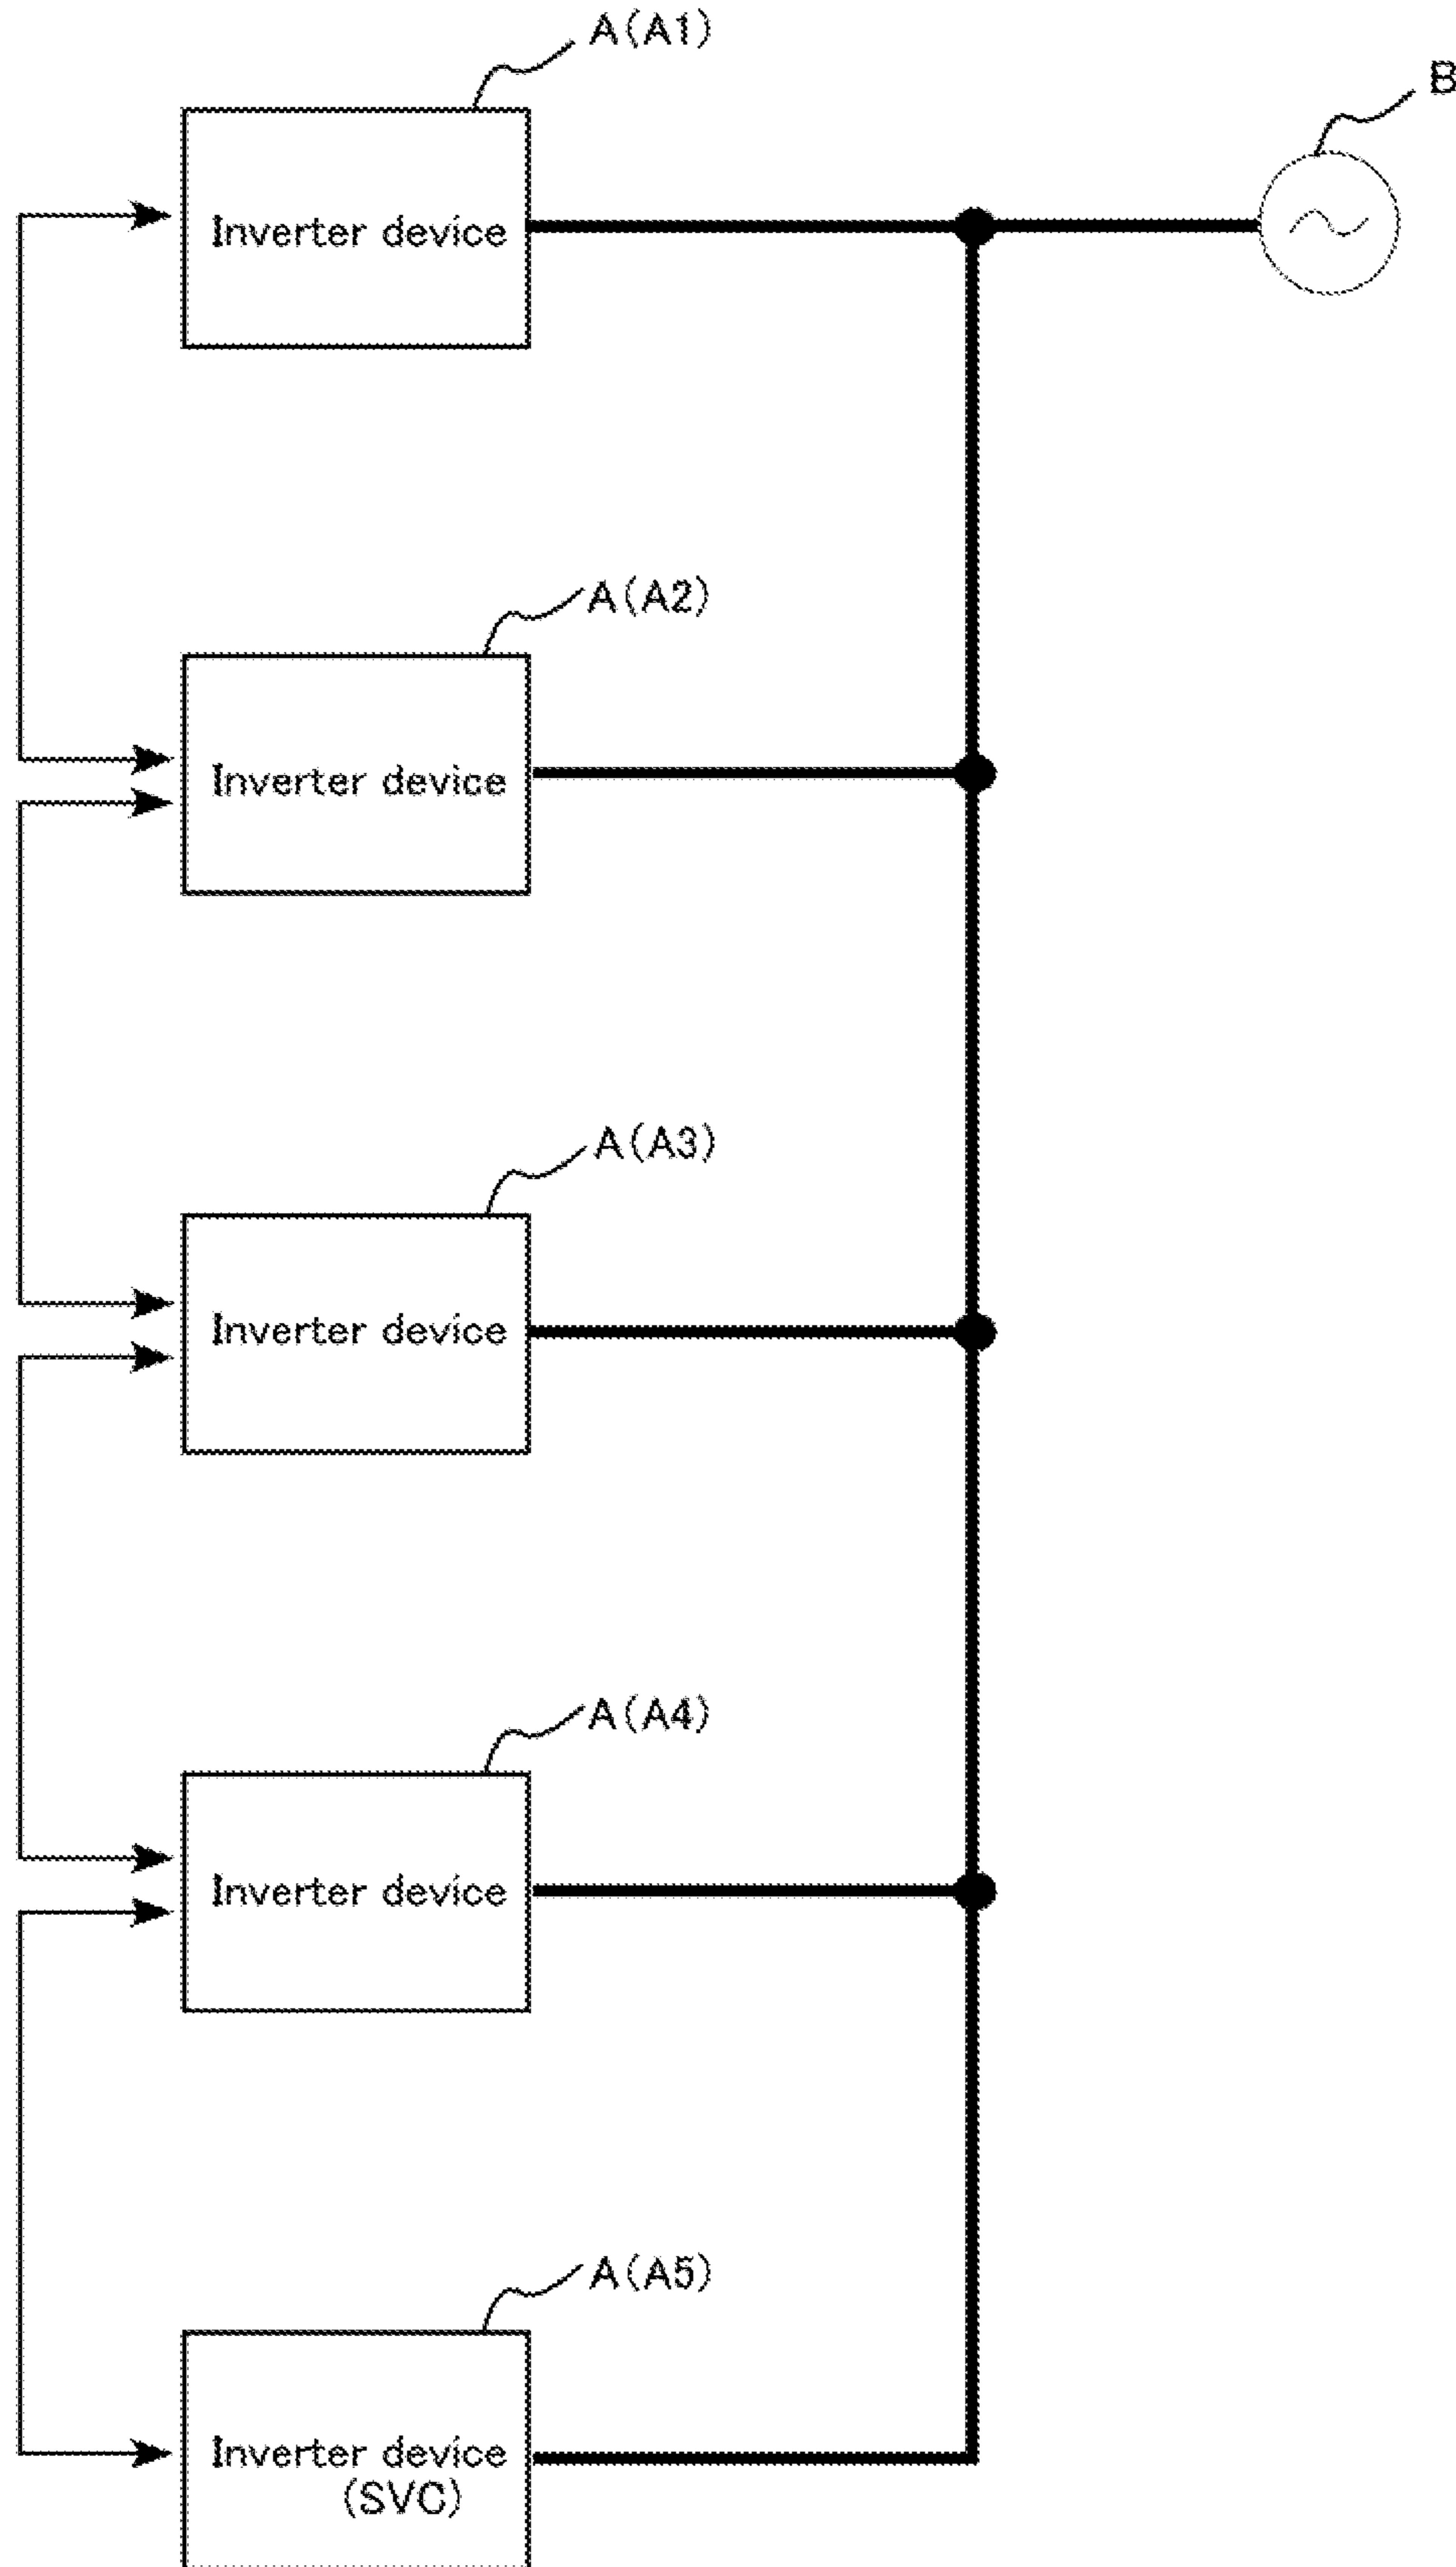 A(A1)
B
Inverter device
A(A2)
Inverter device
A(A3)
Inverter device
A(A4)
Inverter device
A(A5)
Inverter device
(SVC)